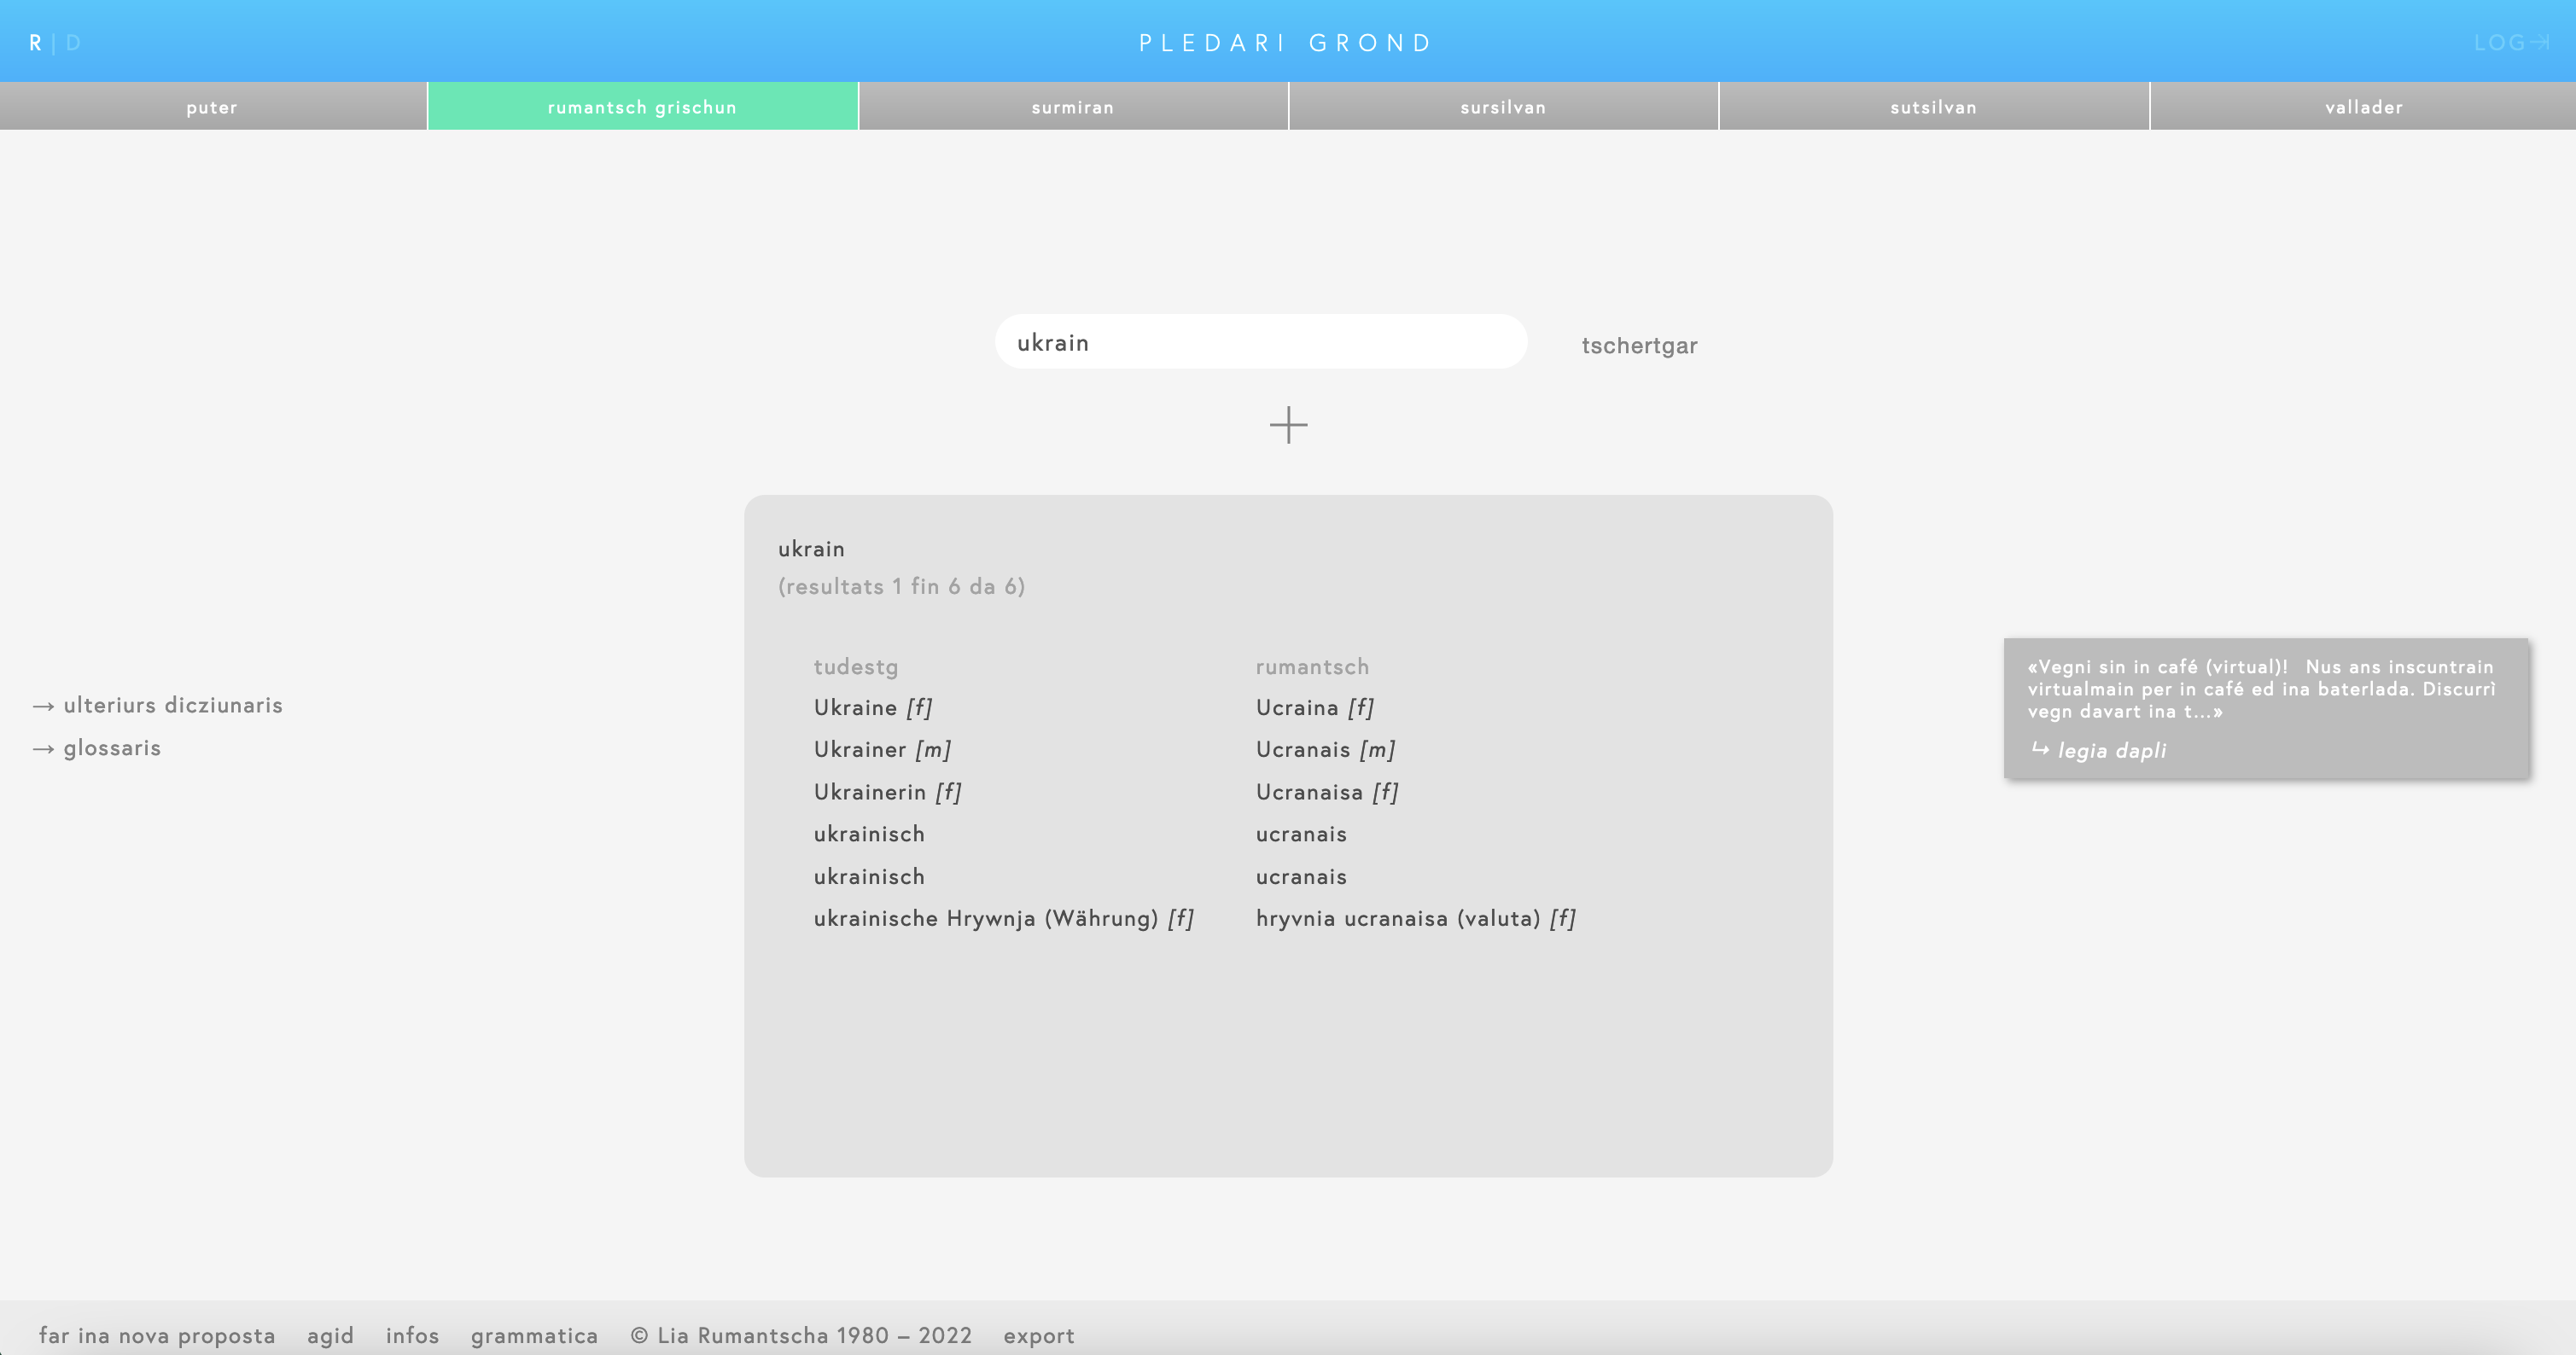 R | D
PLEDARI GROND
LOG
puter
rumantsch grischun
surmiran
sursilvan
sutsilvan
vallader
ukrain
tschertgar
ukrain
(resultats 1 fin 6 da 6)
tudestg rumantsch
Ukraine [f] Ucraina [f]
Ukrainer [m] Ucranais [m]
Ukrainerin [f] Ucranaisa [f]
ukrainisch ucranais
ukrainisch ucranais
ukrainische Hrywnja (Währung) [f] hryvnia ucranaisa (valuta) [f]
→ ulteriurs dicziunaris
→ glossaris
«Vegni sin in café (virtual)! Nus ans inscuntrain
virtualmain per in café ed ina baterlada. Discurrì
vegn davart ina t...»
↪ legia dapli
far ina nova proposta agid infos grammatica © Lia Rumantscha 1980 – 2022 export